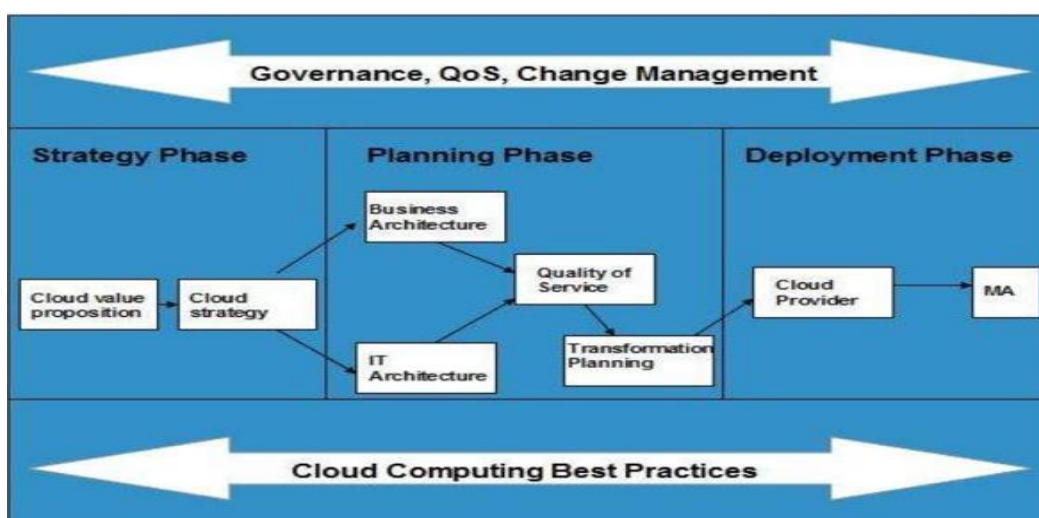 Governance, QoS, Change Management
Strategy Phase
Planning Phase
Deployment Phase
Business
Architecture
Quality of
Service
Cloud
Provider
MA
Cloud value
proposition
Cloud
strategy
IT
Architecture
Transformation
Planning
Cloud Computing Best Practices